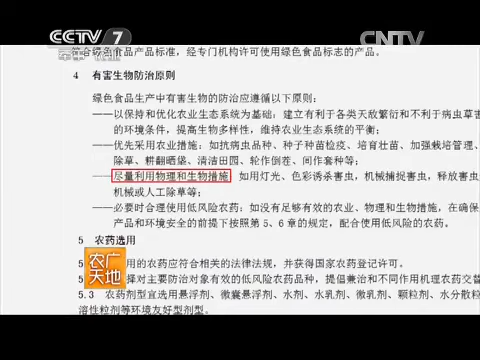 CCTV 7
CNTV
符合绿色食品产品标准，经专门机构许可使用绿色食品标志的产品。
4 有害生物防治原则
绿色食品生产中有害生物的防治应遵循以下原则：
——以保持和优化农业生态系统为基础：建立有利于各类天敌繁衍和不利于病虫草害
的环境条件，提高生物多样性，维持农业生态系统的平衡；
——优先采用农业措施：如抗病虫品种、种子种苗检疫、培育壮苗、加强栽培管理、
除草、耕翻晒垡、清洁田园、轮作倒茬、间作套种等；
——尽量利用物理和生物措施 如用灯光、色彩诱杀害虫，机械捕捉害虫，释放害虫
机械或人工除草等；
——必要时合理使用低风险农药：如没有足够有效的农业、物理和生物措施，在确保
产品和环境安全的前提下按照第5、6章的规定，配合使用低风险的农药。
5 农药选用
5 用的农药应符合相关的法律法规，并获得国家农药登记许可。
5 择对主要防治对象有效的低风险农药品种，提倡兼治和不同作用机理农药交替
5.3 农药剂型宜选用悬浮剂、微囊悬浮剂、水剂、水乳剂、微乳剂、颗粒剂、水分散粒
溶性粒剂等环境友好型剂型。
农广天地